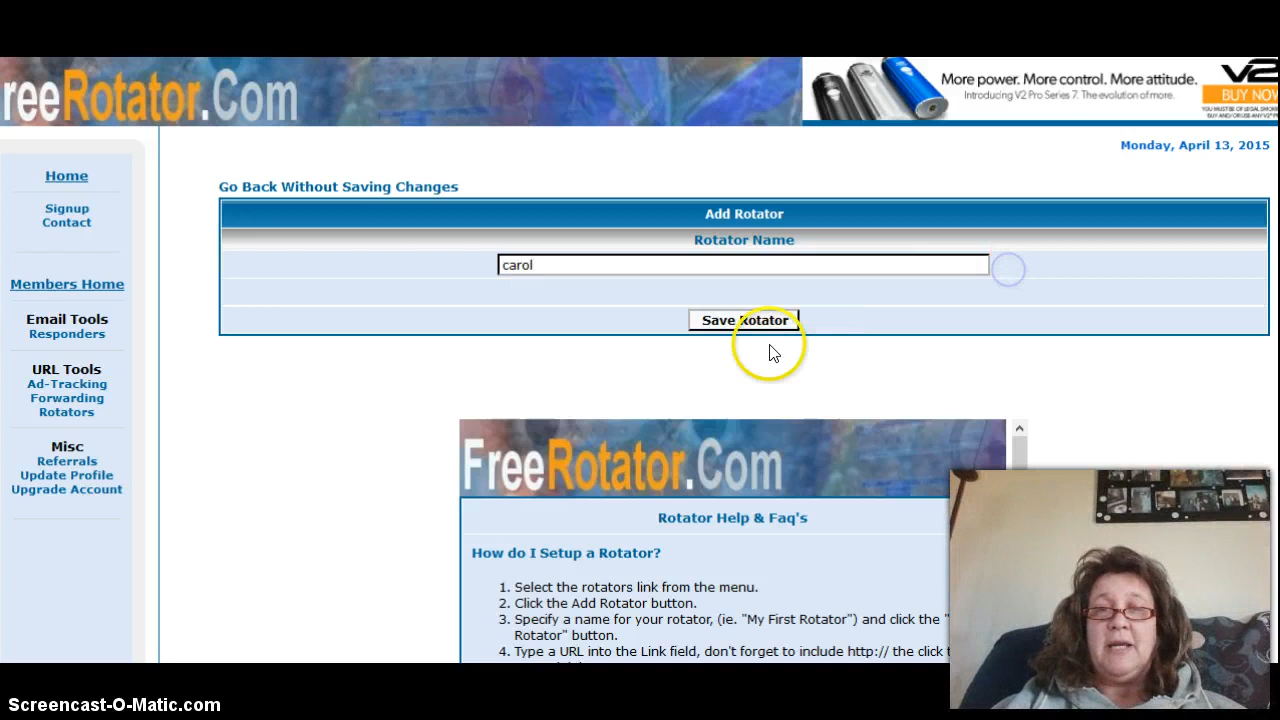 reeRotator.Com
More power. More control. More attitude.
Introducing V2 Pro Series 7. The evolution of more.
V2
BUY NOW
Monday, April 13, 2015
Home
Signup
Contact
Members Home
Email Tools
Responders
URL Tools
Ad-Tracking
Forwarding
Rotators
Misc
Referrals
Update Profile
Upgrade Account
Go Back Without Saving Changes
Add Rotator
Rotator Name
carol
Save Rotator
FreeRotator.Com
Rotator Help & Faq's
How do I Setup a Rotator?
1. Select the rotators link from the menu.
2. Click the Add Rotator button.
3. Specify a name for your rotator, (ie. "My First Rotator") and click the "
Rotator" button.
4. Type a URL into the Link field, don't forget to include http:// the click t
Screencast-O-Matic.com